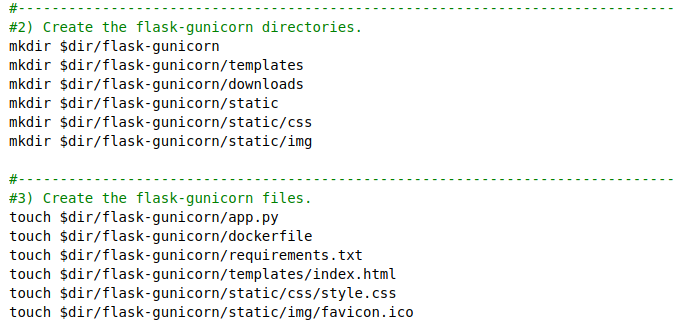 #-------------------------------------------------------------------------------
#2) Create the flask-gunicorn directories.
mkdir $dir/flask-gunicorn
mkdir $dir/flask-gunicorn/templates
mkdir $dir/flask-gunicorn/downloads
mkdir $dir/flask-gunicorn/static
mkdir $dir/flask-gunicorn/static/css
mkdir $dir/flask-gunicorn/static/img
#-------------------------------------------------------------------------------
#3) Create the flask-gunicorn files.
touch $dir/flask-gunicorn/app.py
touch $dir/flask-gunicorn/dockerfile
touch $dir/flask-gunicorn/requirements.txt
touch $dir/flask-gunicorn/templates/index.html
touch $dir/flask-gunicorn/static/css/style.css
touch $dir/flask-gunicorn/static/img/favicon.ico